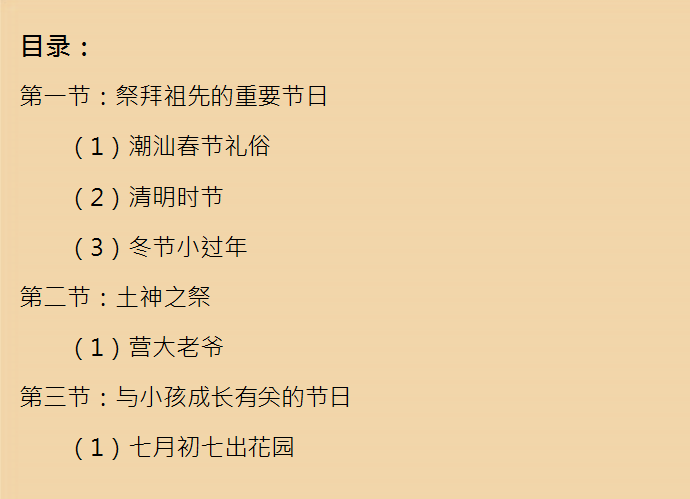 目录：
第一节：祭拜祖先的重要节日
（1）潮汕春节礼俗
（2）清明时节
（3）冬节小过年
第二节：土神之祭
（1）营大老爷
第三节：与小孩成长有关的节日
（1）七月初七出花园